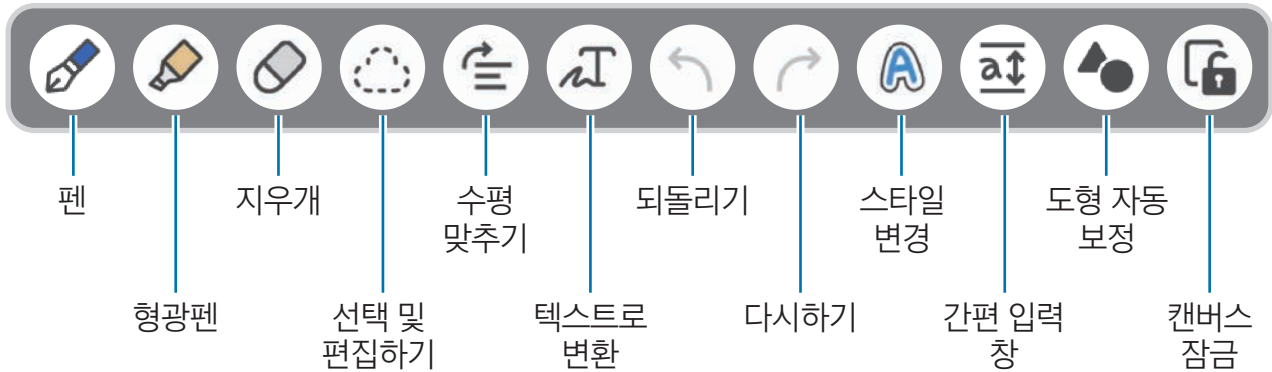 펜
지우개
수평
맞추기
되돌리기
스타일
변경
도형 자동
보정
형광펜
선택 및
편집하기
텍스트로
변환
다시하기
간편 입력
창
캔버스
잠금